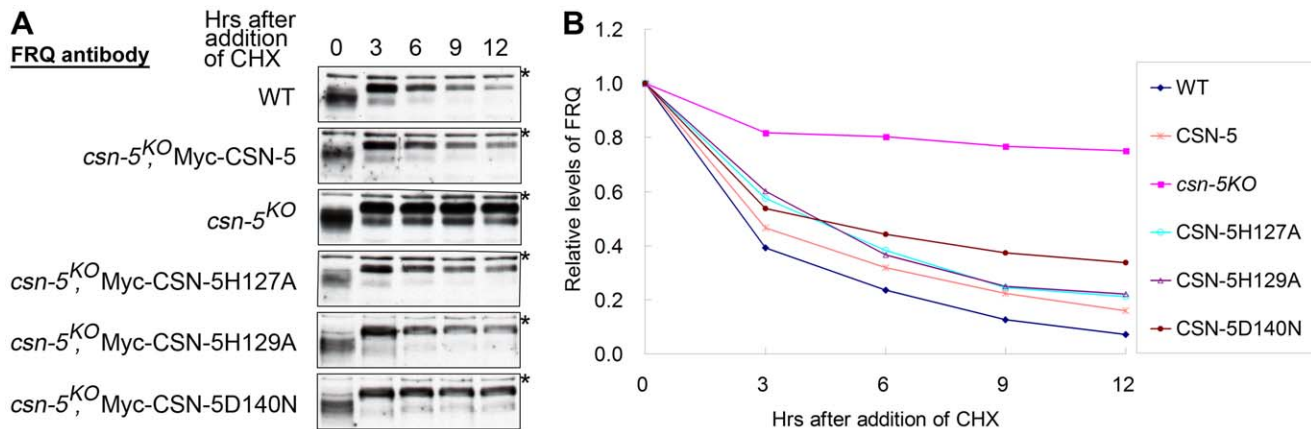 A
Hrs after
addition
of CHX
FRQ antibody
0 3 6 9 12
WT
*
csn-5KO, Myc-CSN-5
*
csn-5KO
*
csn-5KO, Myc-CSN-5H127A
*
csn-5KO, Myc-CSN-5H129A
*
csn-5KO, Myc-CSN-5D140N
*
B
Relative levels of FRQ
1.2
1.0
0.8
0.6
0.4
0.2
0.0
0 3 6 9 12
Hrs after addition of CHX
WT
CSN-5
csn-5KO
CSN-5H127A
CSN-5H129A
CSN-5D140N